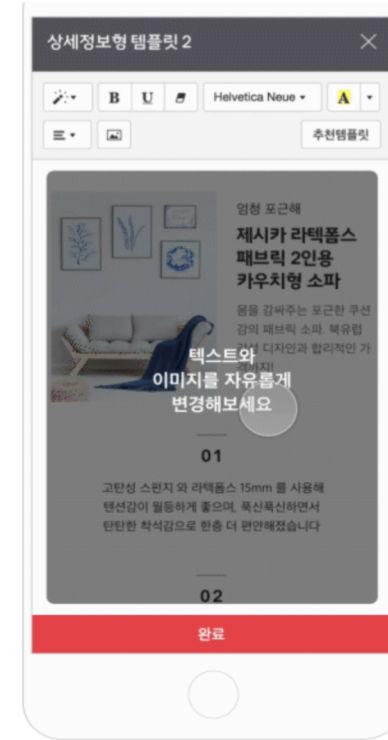 상세정보형 템플릿 2
B U Helvetica Neue A
추천템플릿
엄청 포근해
제시카 라텍폼스
패브릭 2인용
카우치형 소파
몸을 감싸주는 포근한 쿠션
감의 패브릭 소파. 북유럽
감성 디자인과 합리적인 가
격까지!
텍스트와
이미지를 자유롭게
변경해보세요
01
고탄성 스펀지 와 라텍폼스 15mm 를 사용해
텐션감이 월등하게 좋으며, 푹신푹신하면서
탄탄한 착석감으로 한층 더 편안해졌습니다
02
완료